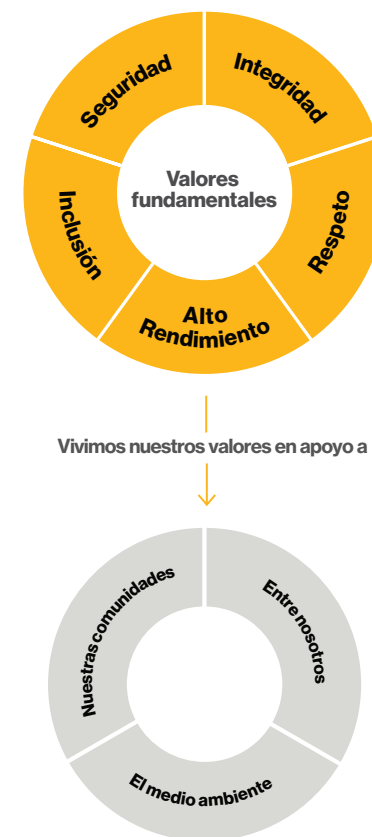 Seguridad
Integridad
Valores
fundamentales
Inclusión
Respeto
Alto
Rendimiento
Vivimos nuestros valores en apoyo a
Nuestras comunidades
Entre nosotros
El medio ambiente